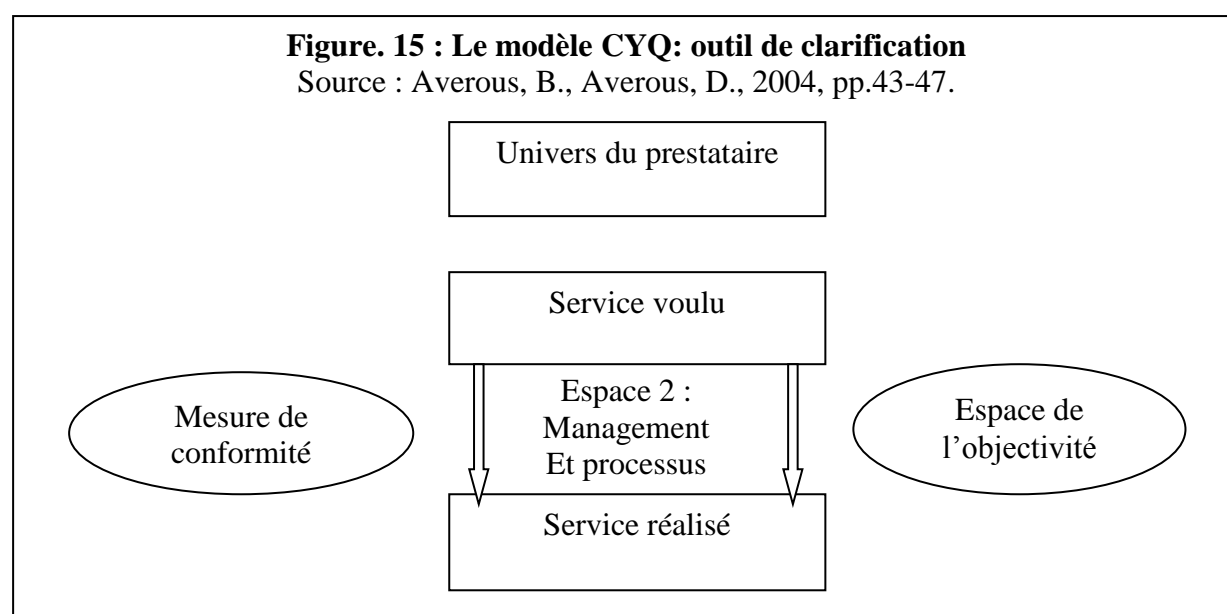 Figure. 15 : Le modèle CYQ: outil de clarification
Source : Averous, B., Averous, D., 2004, pp.43-47.
Univers du prestataire
Service voulu
Mesure de
conformité
Espace 2 :
Management
Et processus
Espace de
l’objectivité
Service réalisé